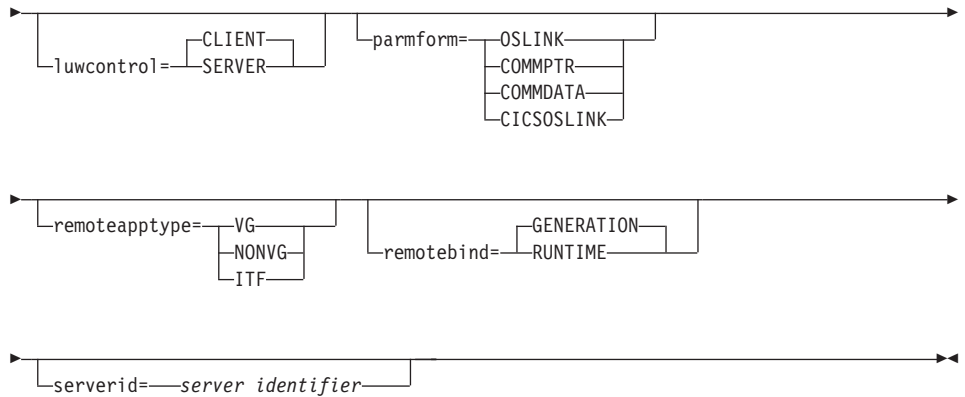 CLIENT
luwcontrol= SERVER
parmform= OSLINK
COMMPTR
COMMDATA
CICSOSLINK
remoteapptype= VG
NONVG
ITF
GENERATION
remotebind= RUNTIME
serverid= server identifier